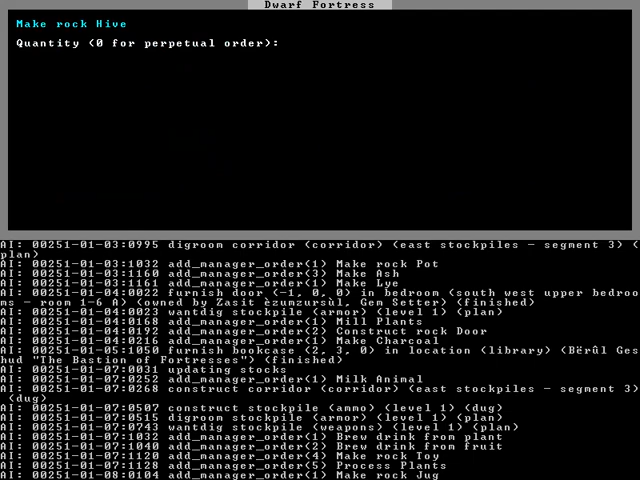 Dwarf Fortress
Make rock Hive
Quantity (0 for perpetual order):
AI: 00251-01-03:0995 digroom corridor (corridor) (east stockpiles - segment 3) (
plan)
AI: 00251-01-03:1032 add_manager_order(1) Make rock Pot
AI: 00251-01-03:1160 add_manager_order(3) Make Ash
AI: 00251-01-03:1161 add_manager_order(1) Make Lye
AI: 00251-01-04:0022 furnish door (-1, 0, 0) in bedroom (south west upper bedroo
ms - room 1-6 A) (owned by Zasit èzumzursùl, Gem Setter) (finished)
AI: 00251-01-04:0023 wantdig stockpile (armor) (level 1) (plan)
AI: 00251-01-04:0168 add_manager_order(1) Mill Plants
AI: 00251-01-04:0192 add_manager_order(2) Construct rock Door
AI: 00251-01-04:0216 add_manager_order(1) Make Charcoal
AI: 00251-01-05:1050 furnish bookcase (2, 3, 0) in location (library) (Bërûl Ges
hud "The Bastion of Fortresses") (finished)
AI: 00251-01-07:0031 updating stocks
AI: 00251-01-07:0252 add_manager_order(1) Milk Animal
AI: 00251-01-07:0268 construct corridor (corridor) (east stockpiles - segment 3)
(dug)
AI: 00251-01-07:0507 construct stockpile (ammo) (level 1) (dug)
AI: 00251-01-07:0515 digroom stockpile (armor) (level 1) (plan)
AI: 00251-01-07:0743 wantdig stockpile (weapons) (level 1) (plan)
AI: 00251-01-07:1032 add_manager_order(1) Brew drink from plant
AI: 00251-01-07:1040 add_manager_order(2) Brew drink from fruit
AI: 00251-01-07:1120 add_manager_order(4) Make rock Toy
AI: 00251-01-07:1128 add_manager_order(5) Process Plants
AI: 00251-01-08:0104 add_manager_order(1) Make rock Jug